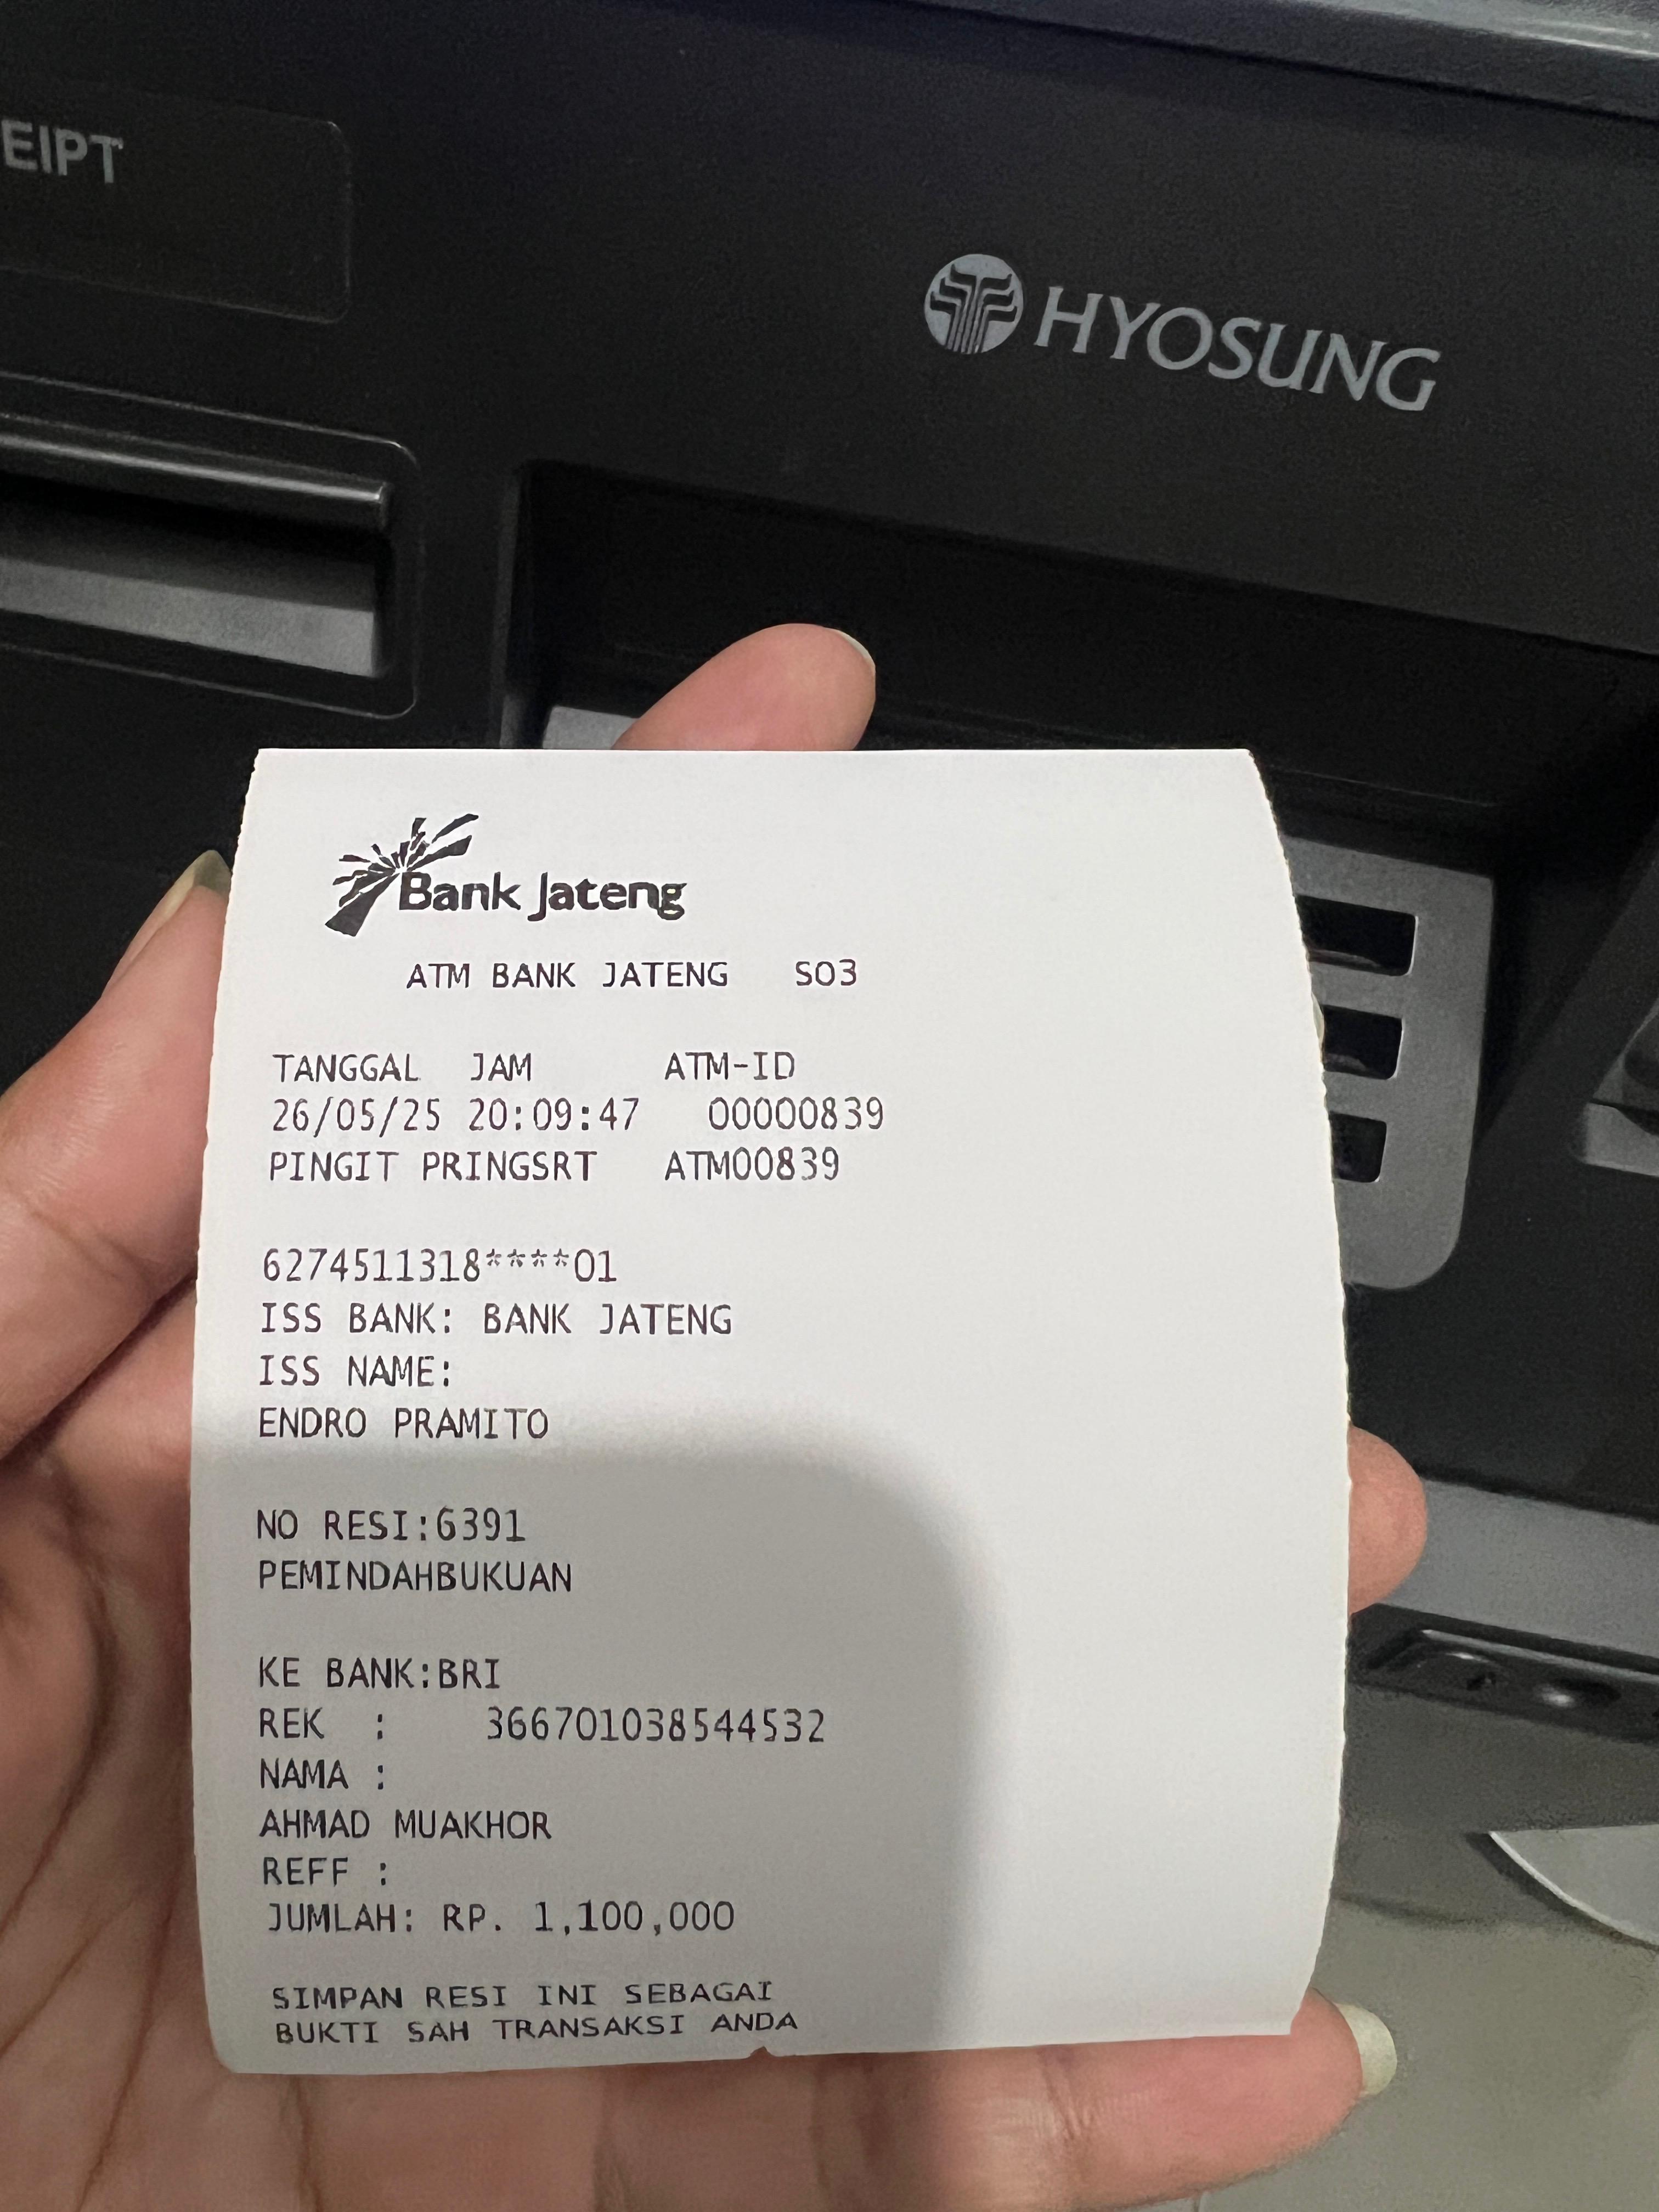 EIPT
HYOSUNG
Bank Jateng
ATM BANK JATENG SO3
TANGGAL JAM ATM-ID
26/05/25 20:09:47 00000839
PINGIT PRINGSRT ATM00839
6274511318****01
ISS BANK: BANK JATENG
ISS NAME:
ENDRO PRAMITO
NO RESI:6391
PEMINDAHBUKUAN
KE BANK:BRI
REK : 366701038544532
NAMA :
AHMAD MUAKHOR
REFF :
JUMLAH: RP. 1,100,000
SIMPAN RESI INI SEBAGAI
BUKTI SAH TRANSAKSI ANDA